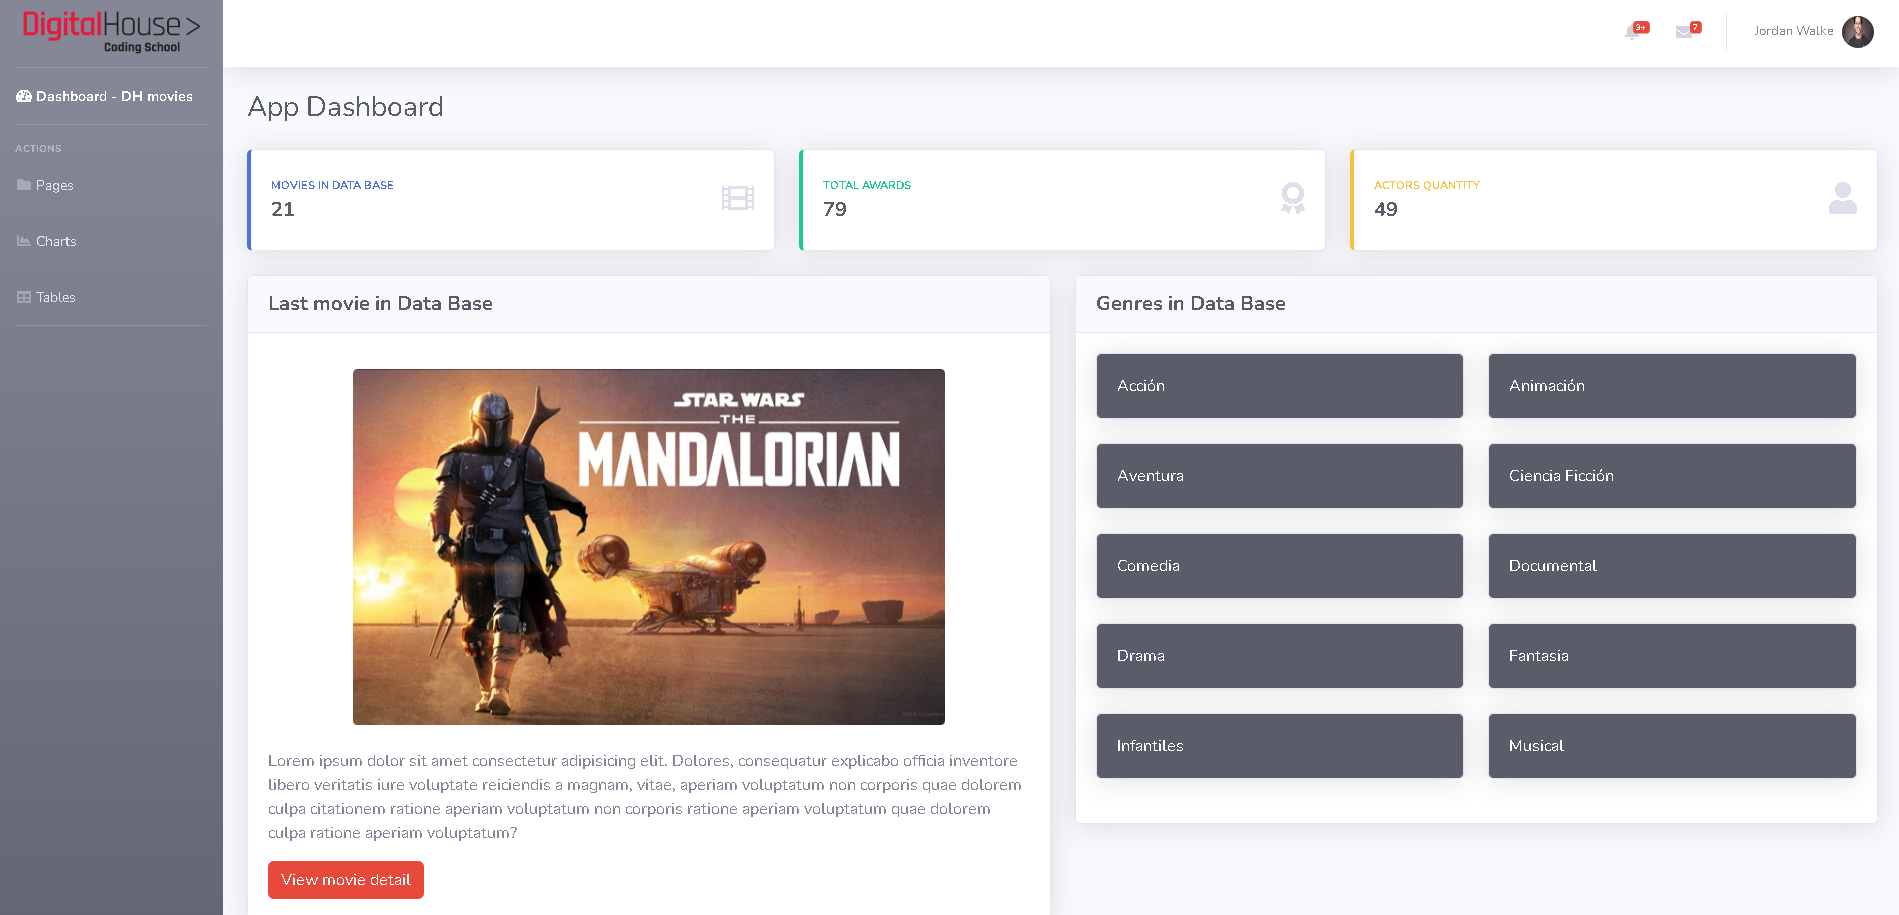 DigitalHouse >
Coding School
Dashboard - DH movies
ACTIONS
Pages
Charts
Tables
3+
7
Jordan Walke
App Dashboard
MOVIES IN DATA BASE
21
TOTAL AWARDS
79
ACTORS QUANTITY
49
Last movie in Data Base
STAR WARS
THE
MANDALORIAN
Lorem ipsum dolor sit amet consectetur adipisicing elit. Dolores, consequatur explicabo officia inventore
libero veritatis iure voluptate reiciendis a magnam, vitae, aperiam voluptatum non corporis quae dolorem
culpa citationem ratione aperiam voluptatum non corporis ratione aperiam voluptatum quae dolorem
culpa ratione aperiam voluptatum?
View movie detail
Genres in Data Base
Acción
Animación
Aventura
Ciencia Ficción
Comedia
Documental
Drama
Fantasia
Infantiles
Musical